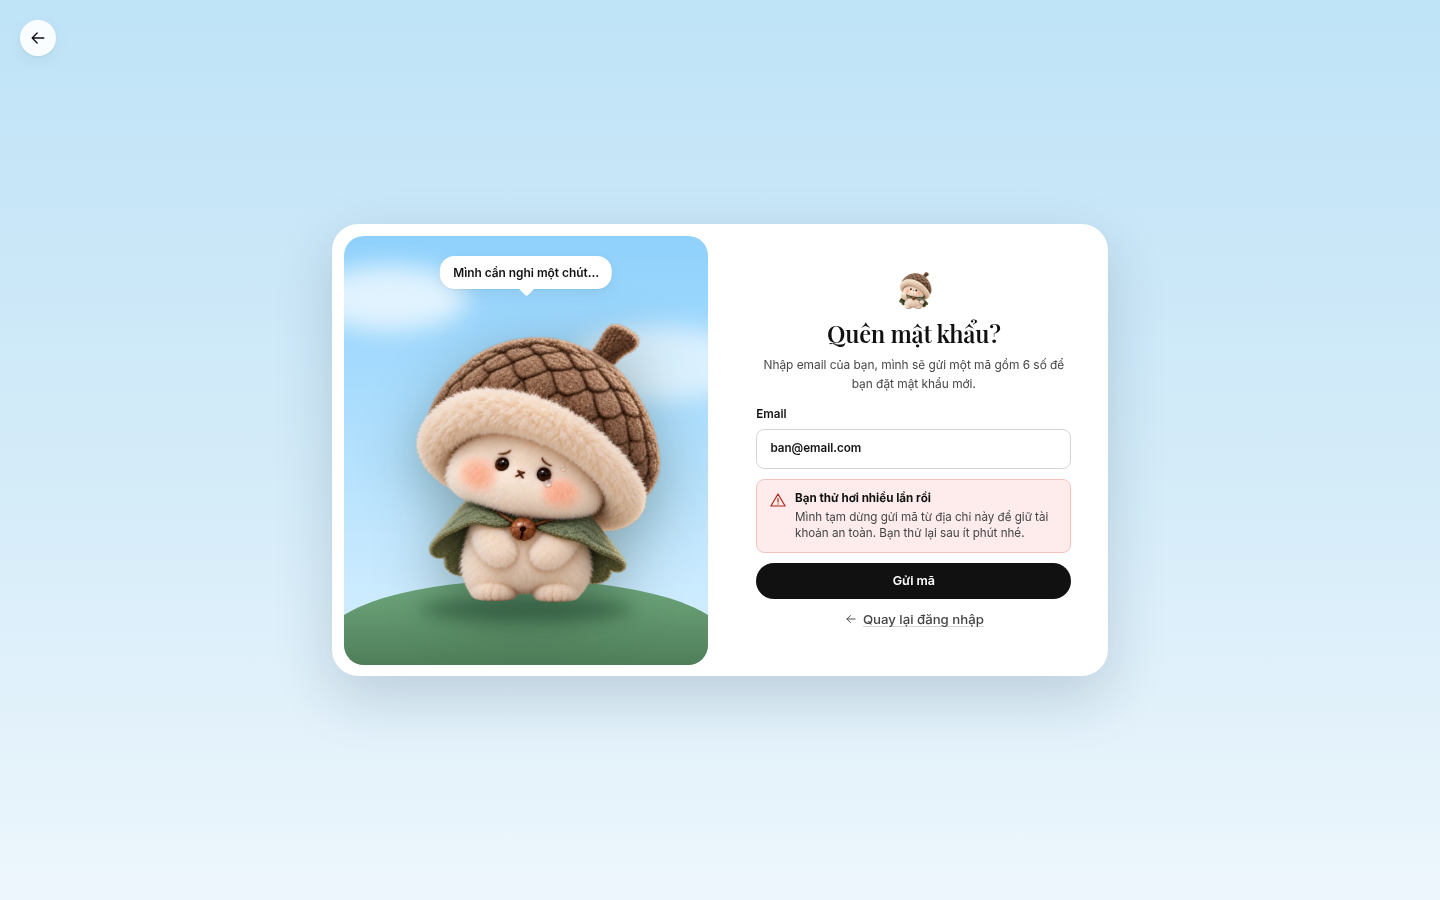 Mình cần nghỉ một chút...
Quên mật khẩu?
Nhập email của bạn, mình sẽ gửi một mã gồm 6 số để
bạn đặt mật khẩu mới.
Email
ban@email.com
Bạn thử hơi nhiều lần rồi
Mình tạm dừng gửi mã từ địa chỉ này để giữ tài
khoản an toàn. Bạn thử lại sau ít phút nhé.
Gửi mã
← Quay lại đăng nhập